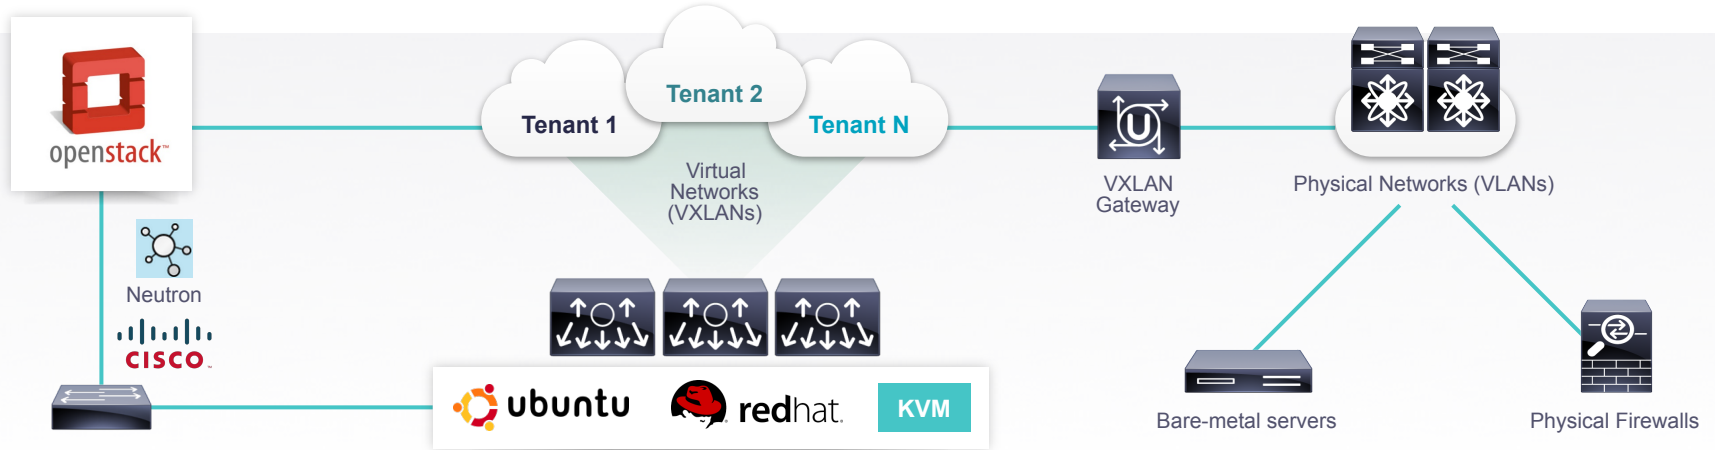 openstack™
Tenant 1
Tenant 2
Tenant N
Virtual
Networks
(VXLANs)
U
VXLAN
Gateway
Physical Networks (VLANs)
Neutron
CISCO
ubuntu
redhat.
KVM
Bare-metal servers
Physical Firewalls